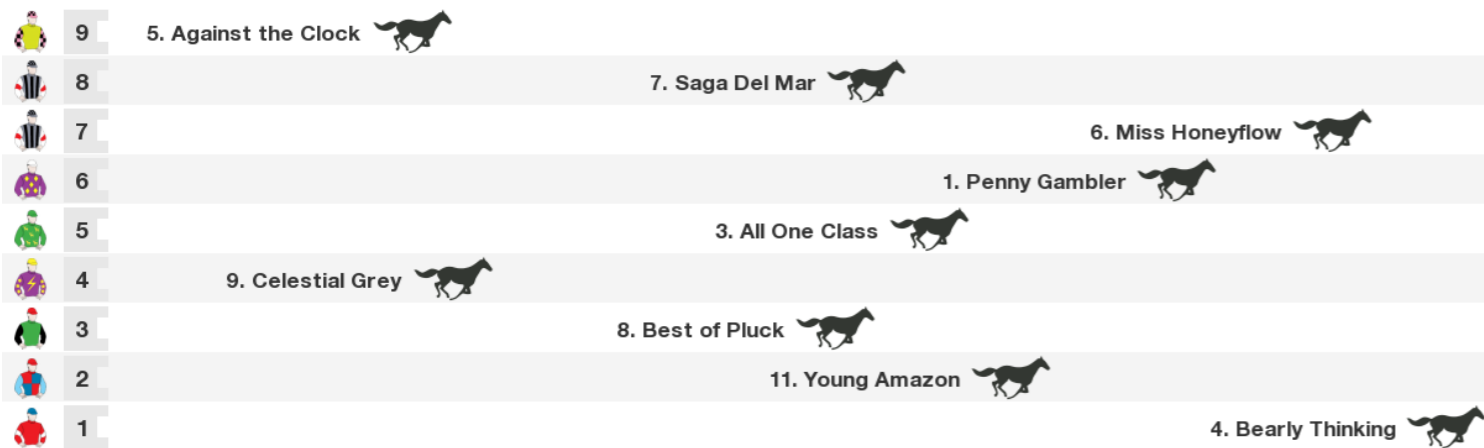 9 5. Against the Clock
8 7. Saga Del Mar
7 6. Miss Honeyflow
6 1. Penny Gambler
5 3. All One Class
4 9. Celestial Grey
3 8. Best of Pluck
2 11. Young Amazon
1 4. Bearly Thinking